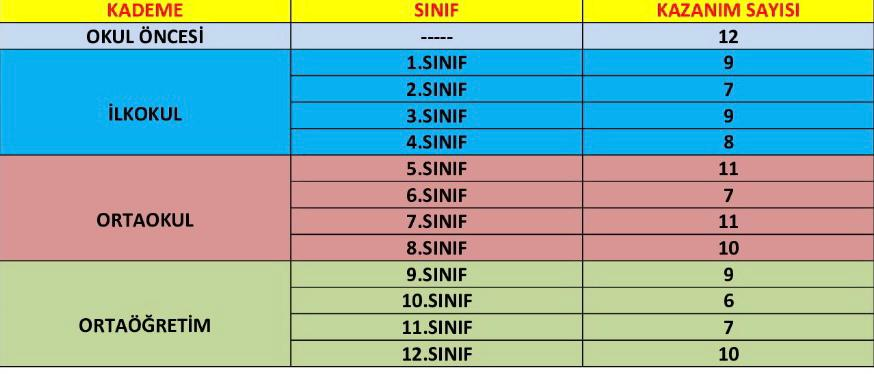 KADEME SINIF KAZANIM SAYISI
OKUL ÖNCESİ ----- 12
1.SINIF 9
2.SINIF 7
İLKOKUL
3.SINIF 9
4.SINIF 8
5.SINIF 11
6.SINIF 7
ORTAOKUL
7.SINIF 11
8.SINIF 10
9.SINIF 9
10.SINIF 6
ORTAÖĞRETİM
11.SINIF 7
12.SINIF 10